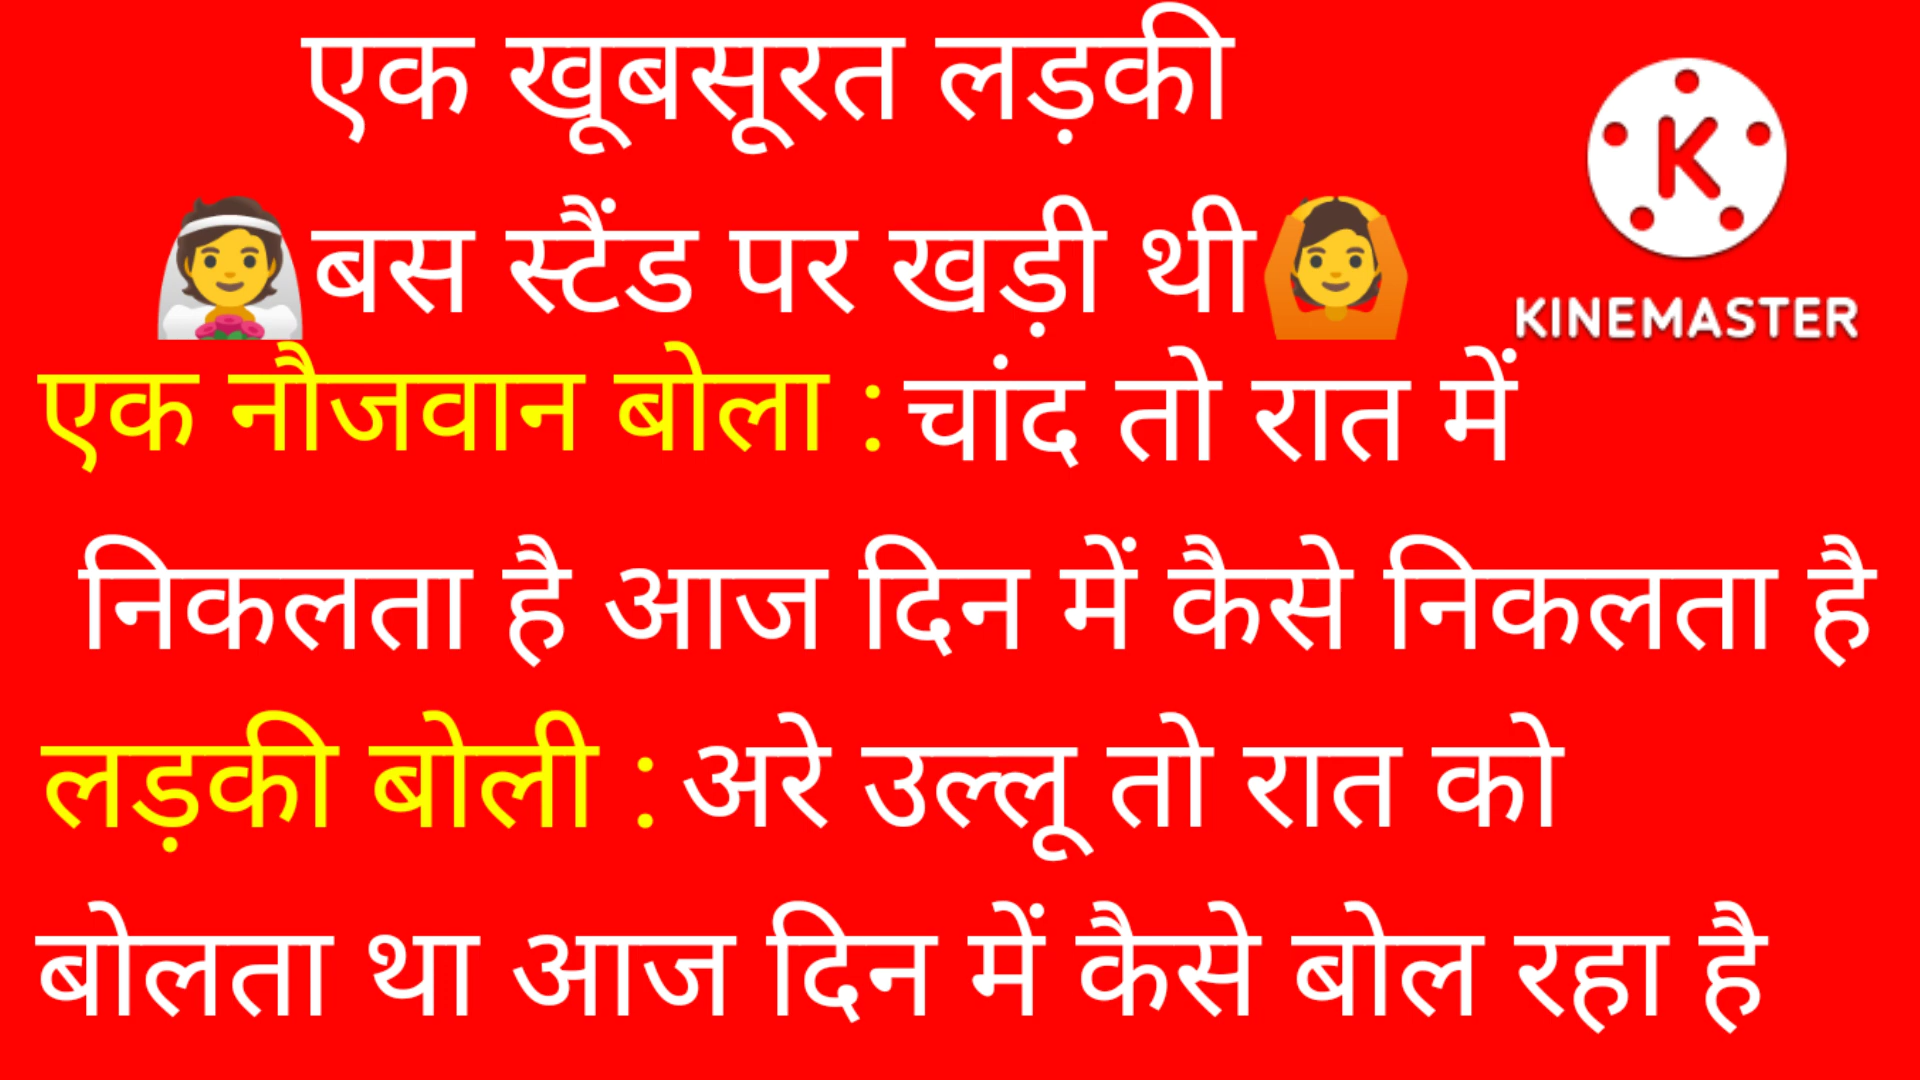 एक खूबसूरत लड़की
बस स्टैंड पर खड़ी थी
K
KINEMASTER
एक नौजवान बोला : चांद तो रात में
निकलता है आज दिन में कैसे निकलता है
लड़की बोली : अरे उल्लू तो रात को
बोलता था आज दिन में कैसे बोल रहा है